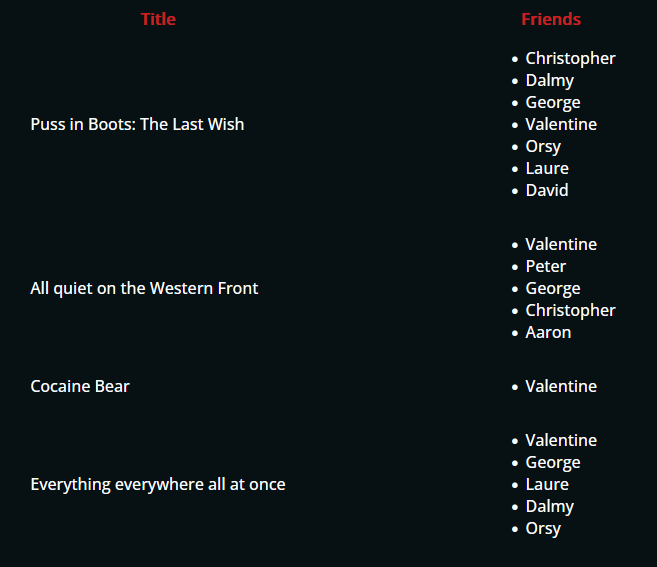 Title Friends
Puss in Boots: The Last Wish
• Christopher
• Dalmy
• George
• Valentine
• Orsy
• Laure
• David
All quiet on the Western Front
• Valentine
• Peter
• George
• Christopher
• Aaron
Cocaine Bear
• Valentine
Everything everywhere all at once
• Valentine
• George
• Laure
• Dalmy
• Orsy